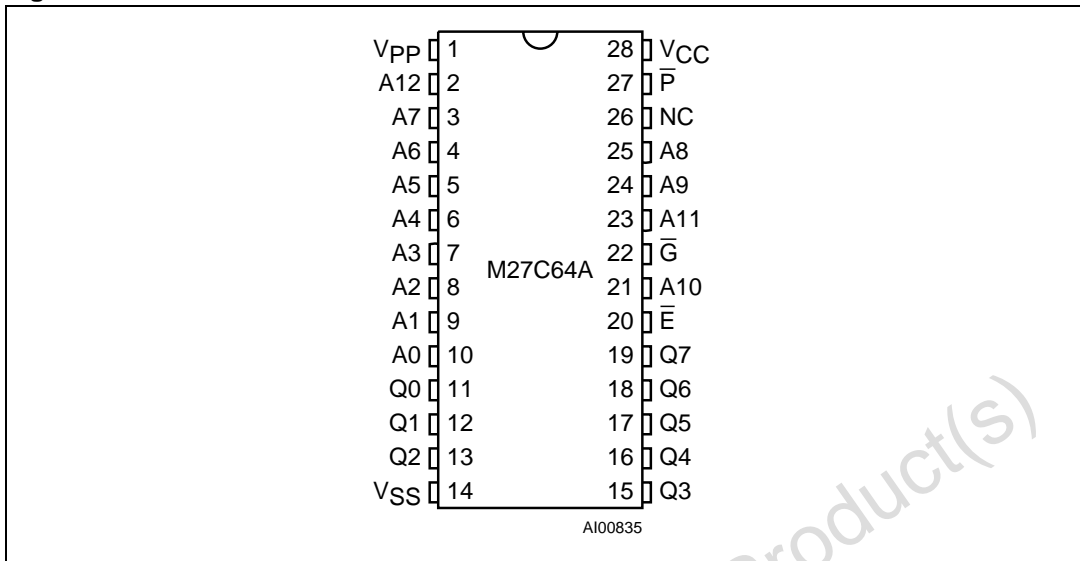 VPP 1 28 VCC
A12 2 27 P̅
A7 3 26 NC
A6 4 25 A8
A5 5 24 A9
A4 6 23 A11
A3 7 22 G̅
M27C64A
A2 8 21 A10
A1 9 20 E̅
A0 10 19 Q7
Q0 11 18 Q6
Q1 12 17 Q5
Q2 13 16 Q4
VSS 14 15 Q3
AI00835